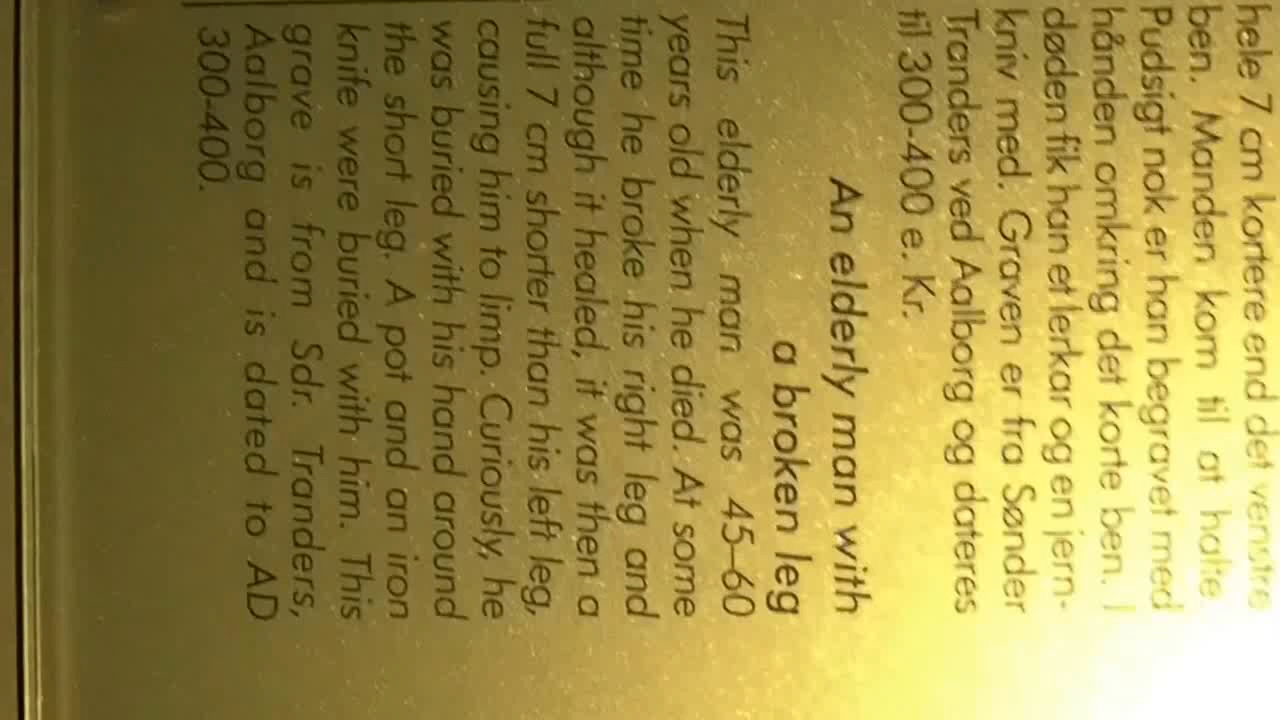 hele 7 cm kortere end det venstre
ben. Manden kom til at halte.
Pudsigt nok er han begravet med
hånden omkring det korte ben. I
døden fik han et lerkar og en jern-
kniv med. Graven er fra Sønder
Tranders ved Aalborg og dateres
til 300-400 e. Kr.
An elderly man with
a broken leg
This elderly man was 45–60
years old when he died. At some
time he broke his right leg and
although it healed, it was then a
full 7 cm shorter than his left leg,
causing him to limp. Curiously, he
was buried with his hand around
the short leg. A pot and an iron
knife were buried with him. This
grave is from Sdr. Tranders,
Aalborg and is dated to AD
300-400.